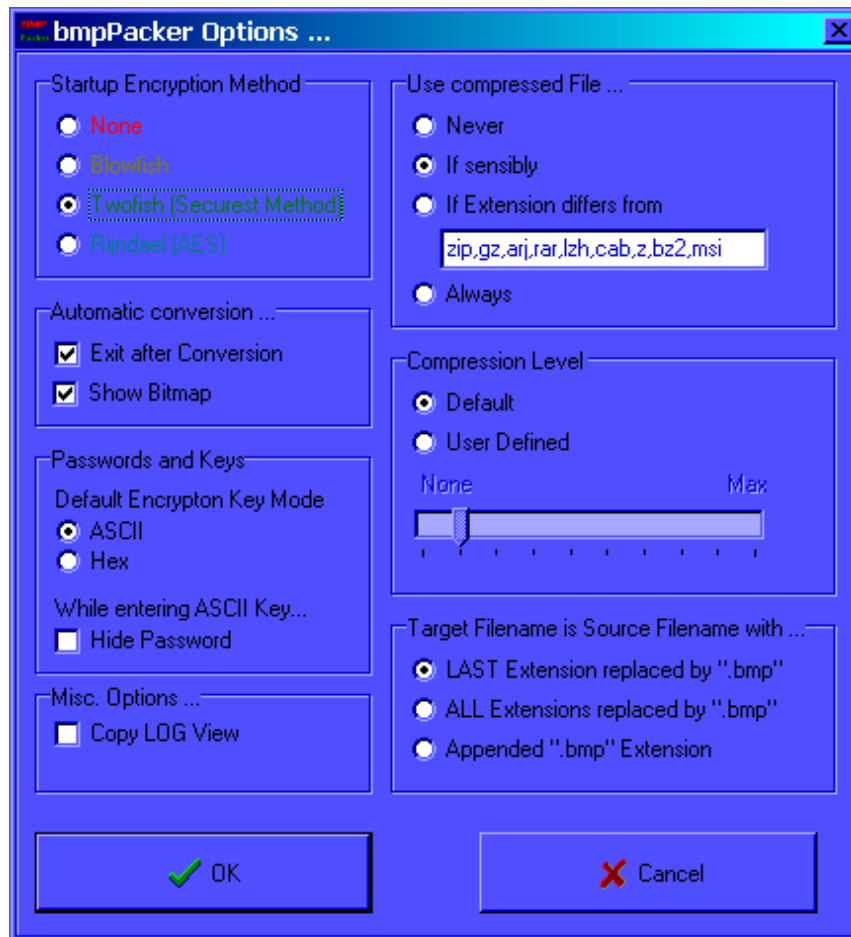 BMP
Packer
bmpPacker Options ...
Startup Encryption Method
None
Blowfish
Twofish (Securest Method)
Rijndael (AES)
Automatic conversion ...
Exit after Conversion
Show Bitmap
Passwords and Keys
Default Encrypton Key Mode
ASCII
Hex
While entering ASCII Key...
Hide Password
Misc. Options ...
Copy LOG View
Use compressed File ...
Never
If sensibly
If Extension differs from
zip,gz,arj,rar,lzh,cab,z,bz2,msi
Always
Compression Level
Default
User Defined
None Max
Target Filename is Source Filename with ...
LAST Extension replaced by ".bmp"
ALL Extensions replaced by ".bmp"
Appended ".bmp" Extension
OK
Cancel